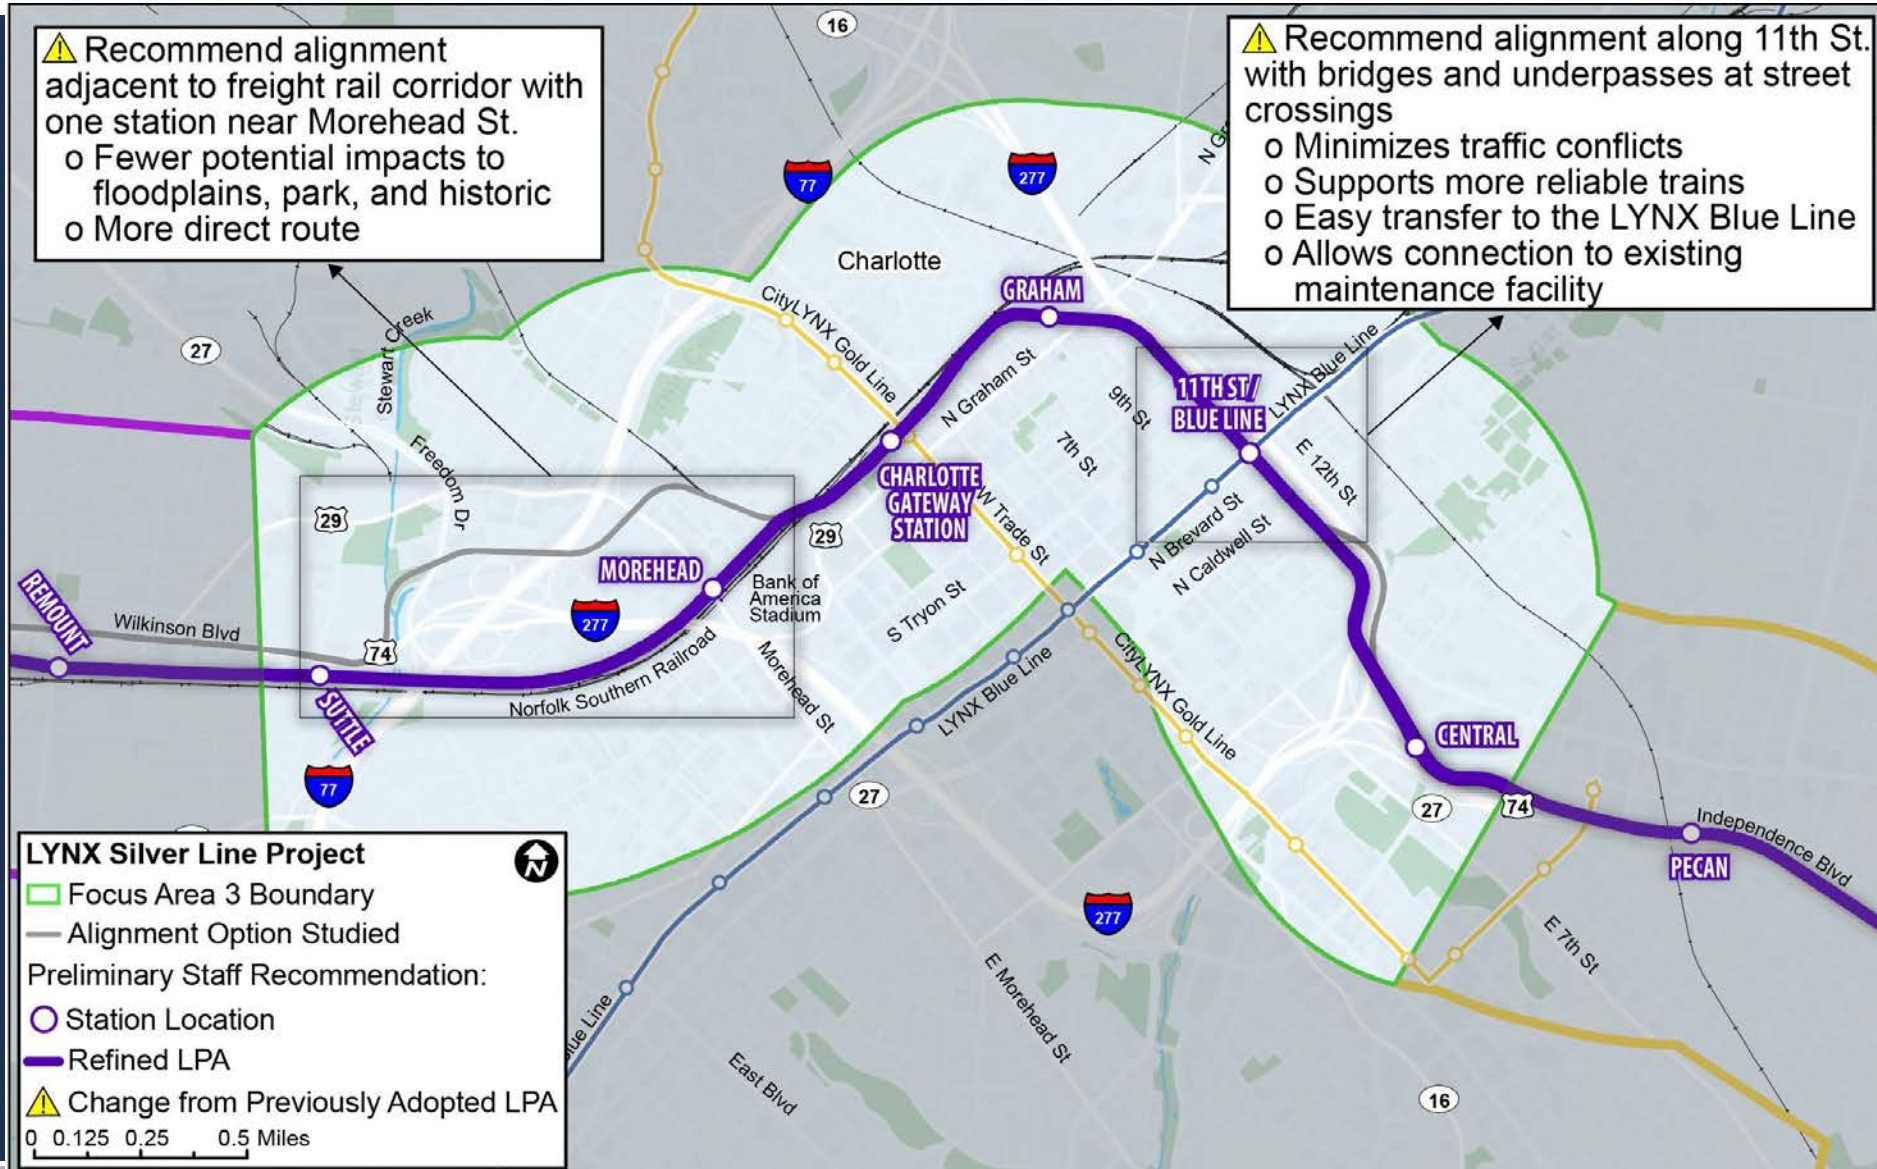 ⚠ Recommend alignment
adjacent to freight rail corridor with
one station near Morehead St.
o Fewer potential impacts to
floodplains, park, and historic
o More direct route
⚠ Recommend alignment along 11th St.
with bridges and underpasses at street
crossings
o Minimizes traffic conflicts
o Supports more reliable trains
o Easy transfer to the LYNX Blue Line
o Allows connection to existing
maintenance facility
16
77
277
N Gr
Charlotte
GRAHAM
CityLYNX Gold Line
Stewart Creek
27
N Graham St
9th St
7th St
11TH ST/
BLUE LINE
LYNX Blue Line
E 12th St
Freedom Dr
29
CHARLOTTE
GATEWAY
STATION
W Trade St
29
N Brevard St
N Caldwell St
MOREHEAD
Bank of
America
Stadium
277
S Tryon St
REMOUNT
Wilkinson Blvd
74
SUTTLE
Norfolk Southern Railroad
Morehead St
LYNX Blue Line
CityLYNX Gold Line
CENTRAL
77
27
27
74
Independence Blvd
PECAN
277
E 7th St
E Morehead St
Blue Line
East Blvd
16
LYNX Silver Line Project
N
Focus Area 3 Boundary
Alignment Option Studied
Preliminary Staff Recommendation:
Station Location
Refined LPA
⚠ Change from Previously Adopted LPA
0 0.125 0.25 0.5 Miles